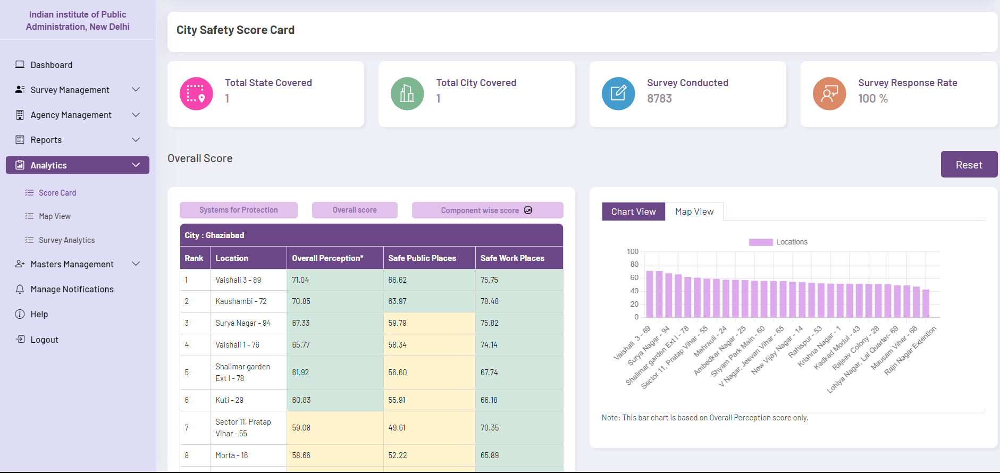 Indian institute of Public
Administration, New Delhi
Dashboard
Survey Management
Agency Management
Reports
Analytics
Score Card
Map View
Survey Analytics
Masters Management
Manage Notifications
Help
Logout
City Safety Score Card
Total State Covered
1
Total City Covered
1
Survey Conducted
8783
Survey Response Rate
100 %
Overall Score
Reset
Systems for Protection
Overall score
Component wise score
City : Ghaziabad
Rank Location Overall Perception* Safe Public Places Safe Work Places
1 Vaishali 3 - 89 71.04 66.62 75.75
2 Kaushambi - 72 70.85 63.97 78.48
3 Surya Nagar - 94 67.33 59.79 75.82
4 Vaishali 1 - 76 65.77 58.34 74.14
5 Shalimar garden
Ext I - 78 61.92 56.60 67.74
6 Kuti - 29 60.83 55.91 66.18
7 Sector 11, Pratap
Vihar - 55 59.08 49.61 70.35
8 Morta - 16 58.66 52.22 65.89
Chart View
Map View
Locations
100
80
60
40
20
0
Vaishali 3 - 89
Surya Nagar - 94
Shalimar garden Ext I - 78
Sector 11, Pratap Vihar - 55
Mehrauli - 24
Ambedkar Nagar - 25
Shyam Park Main - 60
V Nagar, Jeevan Vihar - 65
New Vijay Nagar - 14
Rahispur - 53
Krishna Nagar - 1
Kadkad Modul - 43
Rajeev Colony - 28
Lohiya Nagar, Lal Quarter- 69
Mausam Vihar - 66
Rajn Nagar Extention
Note: This bar chart is based on Overall Perception score only.